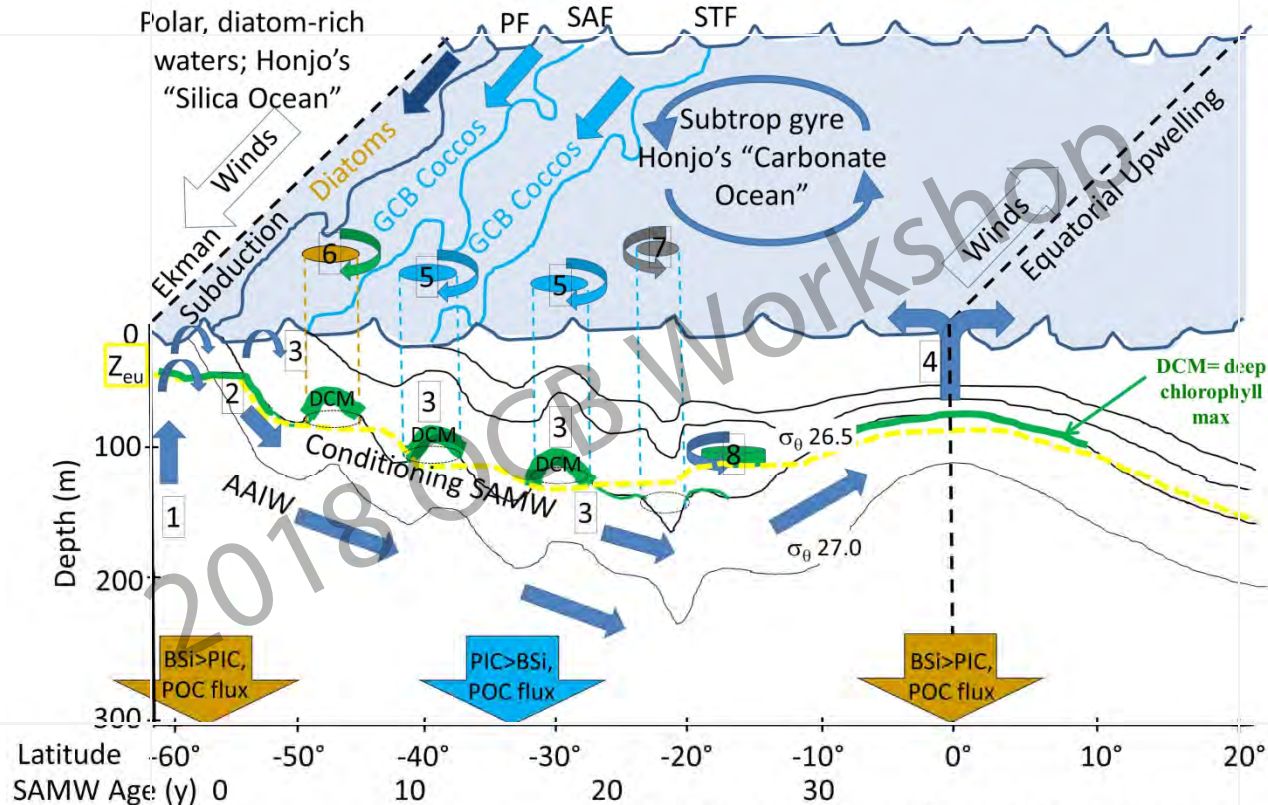 Polar, diatom-rich
waters; Honjo's
"Silica Ocean"
PF
SAF
STF
Winds
Diatoms
GCB Coccos
GCB Coccos
Subtrop gyre
Honjo's "Carbonate
Ocean"
Winds
Equatorial Upwelling
Ekman
Subduction
6
5
5
7
0
Z_eu
3
2
DCM
3
DCM
3
DCM
3
8
4
DCM= deep
chlorophyll
max
σ_θ 26.5
100
Conditioning SAMW
AAIW
1
σ_θ 27.0
Depth (m)
200
BSi>PIC,
POC flux
PIC>BSi,
POC flux
BSi>PIC,
POC flux
300
Latitude -60° -50° -40° -30° -20° -10° 0° 10° 20°
SAMW Age (y) 0 10 20 30
2018 OCB Workshop